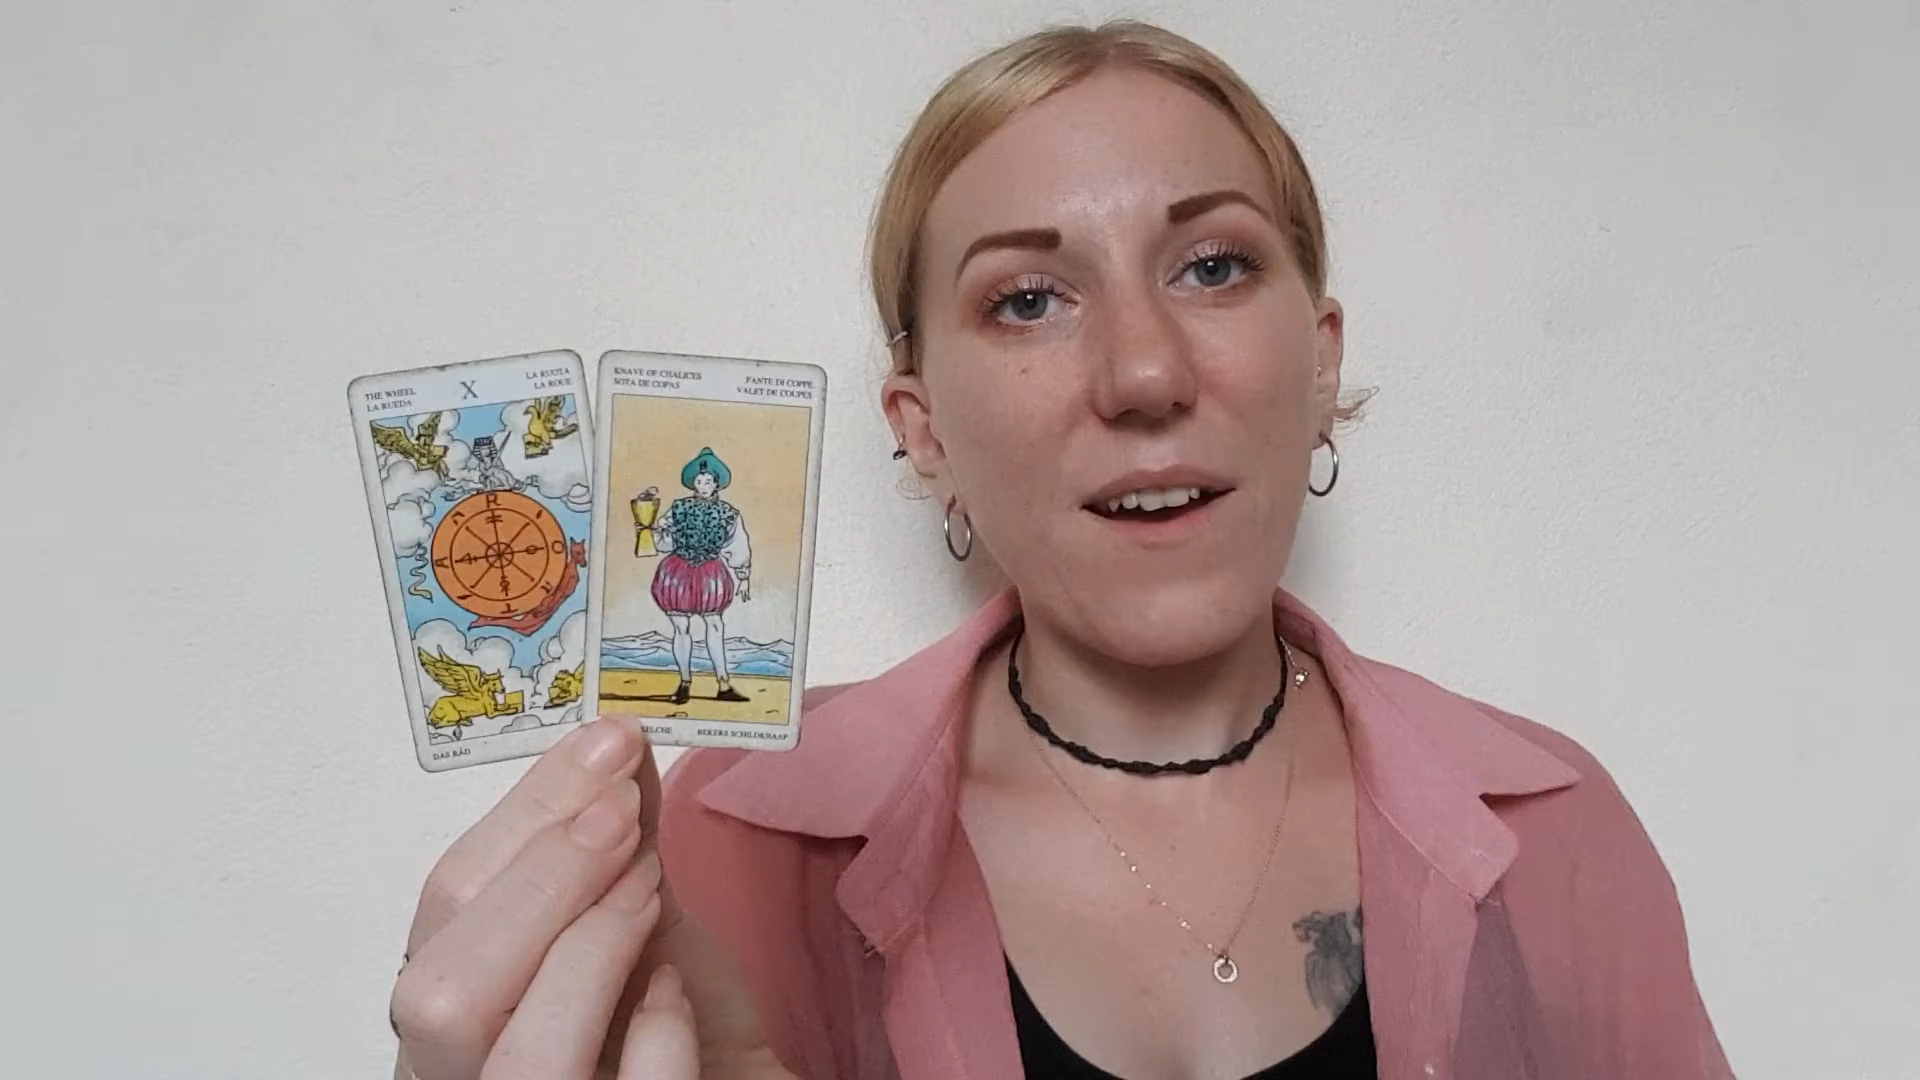 THE WHEEL
LA RUEDA
X
LA RUOTA
LA ROUE
R
A
O
T
DAS RAD
KNAVE OF CHALICES
SOTA DE COPAS
FANTE DI COPPE
VALET DE COUPES
BEKERS SCHILDKNAAP